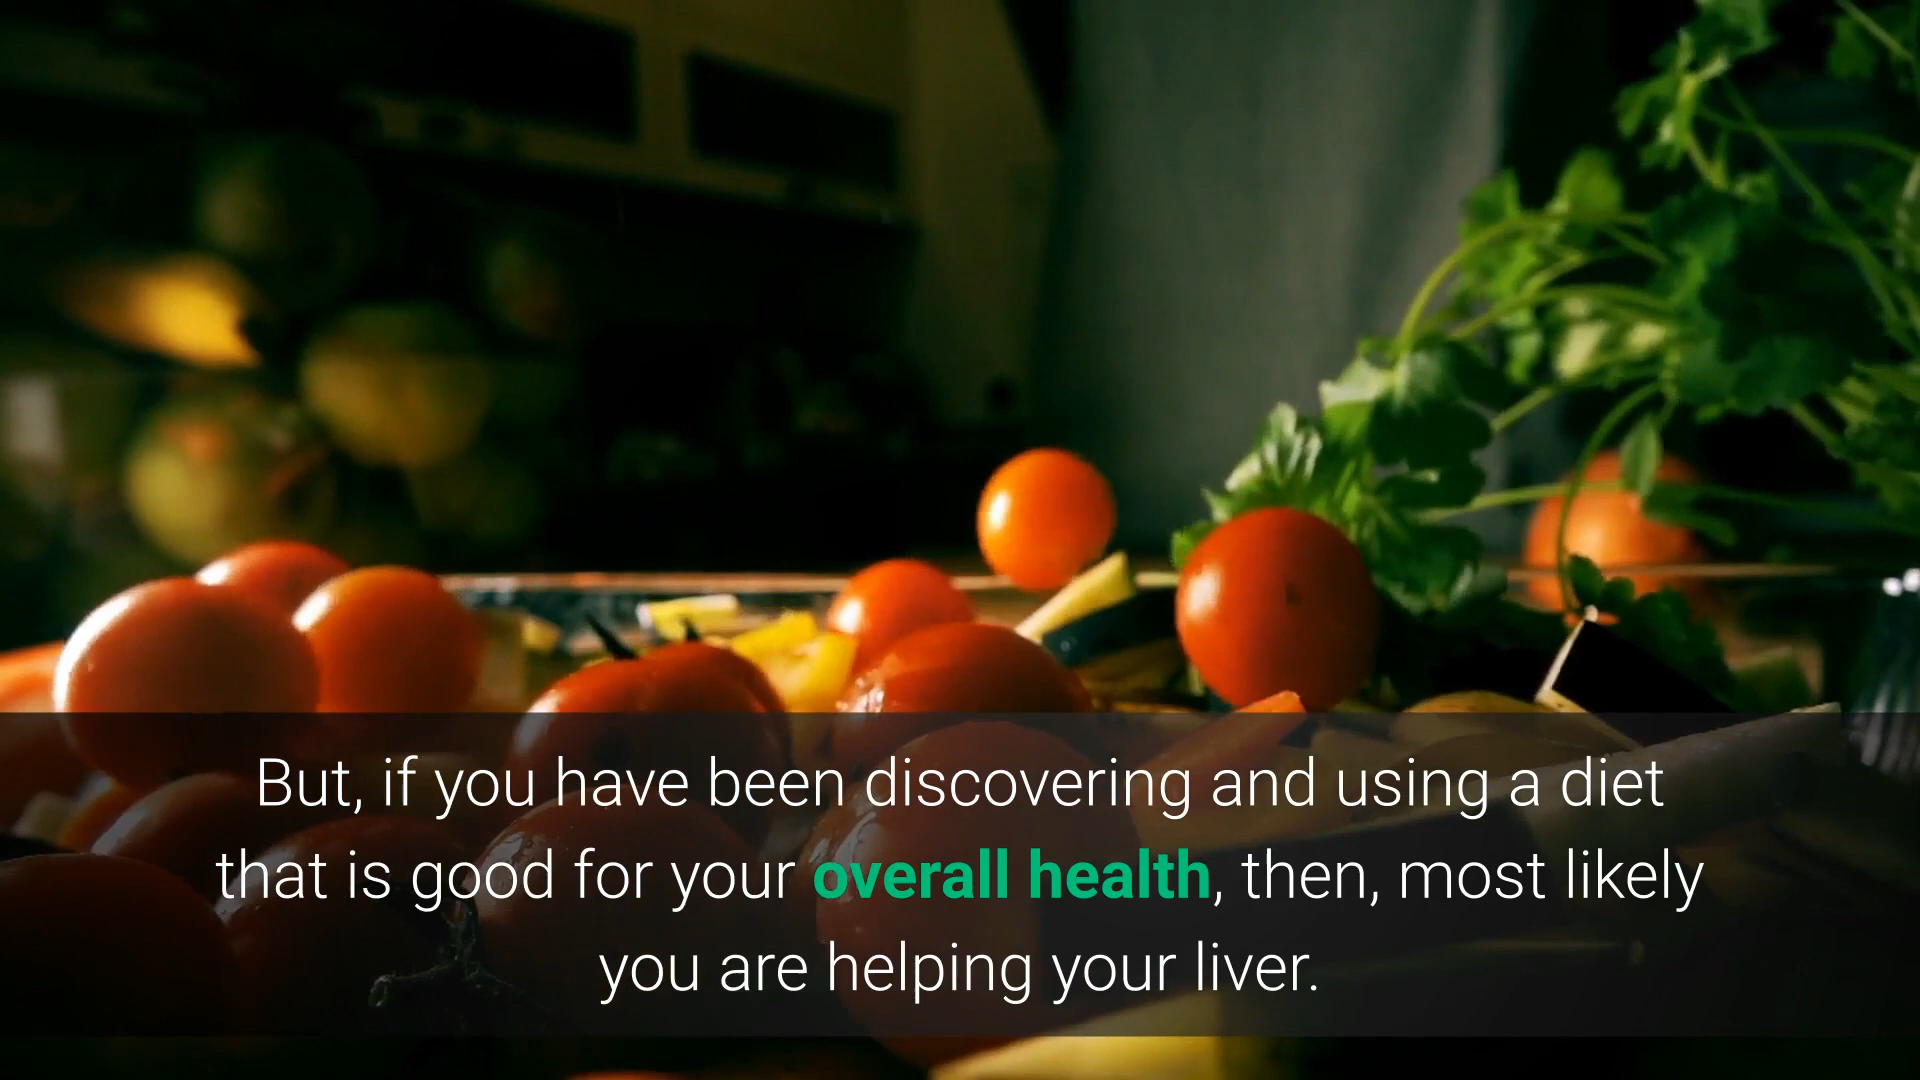 But, if you have been discovering and using a diet
that is good for your overall health, then, most likely
you are helping your liver.